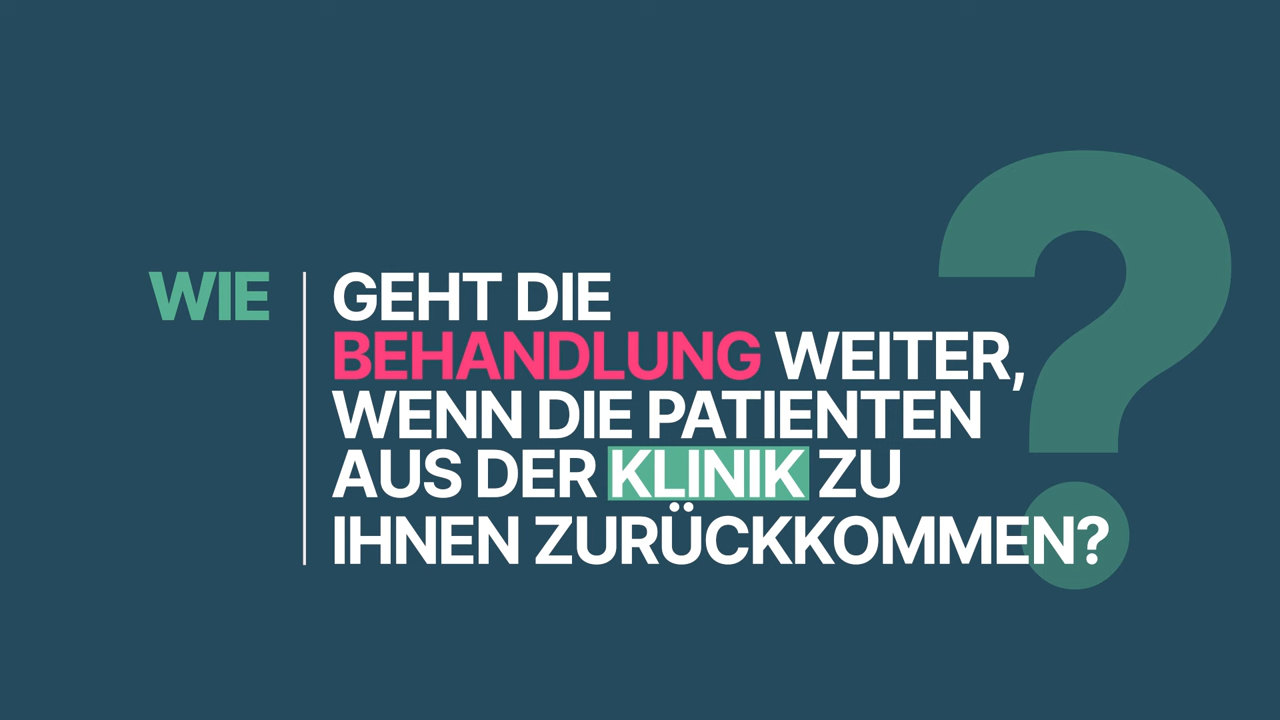 WIE GEHT DIE
BEHANDLUNG WEITER,
WENN DIE PATIENTEN
AUS DER KLINIK ZU
IHNEN ZURÜCKKOMMEN?
?